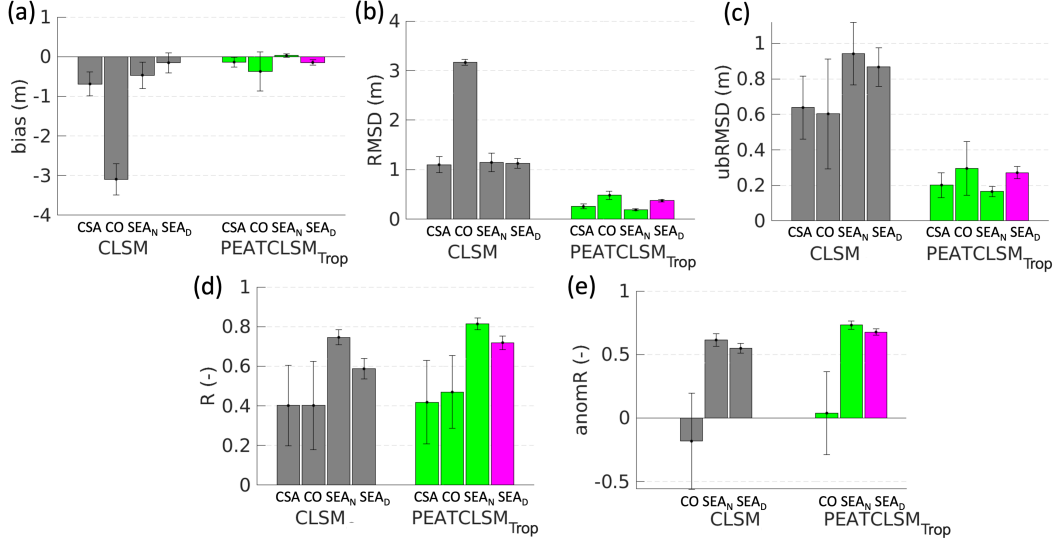 (a)
1
0
-1
-2
-3
-4
bias (m)
CSA CO SEA_N SEA_D
CLSM
CSA CO SEA_N SEA_D
PEATCLSM_Trop
(b)
4
3
2
1
0
RMSD (m)
CSA CO SEA_N SEA_D
CLSM
CSA CO SEA_N SEA_D
PEATCLSM_Trop
(c)
1
0.8
0.6
0.4
0.2
0
ubRMSD (m)
CSA CO SEA_N SEA_D
CLSM
CSA CO SEA_N SEA_D
PEATCLSM_Trop
(d)
1
0.8
0.6
0.4
0.2
0
R (-)
CSA CO SEA_N SEA_D
CLSM
CSA CO SEA_N SEA_D
PEATCLSM_Trop
(e)
1
0.5
0
-0.5
anomR (-)
CO SEA_N SEA_D
CLSM
CO SEA_N SEA_D
PEATCLSM_Trop